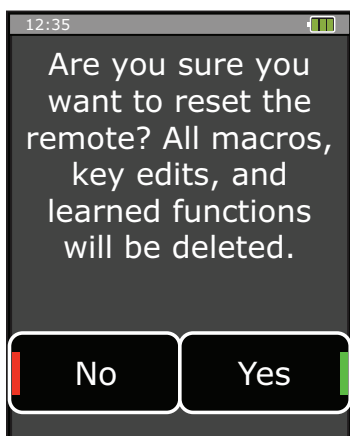 12:35
Are you sure you
want to reset the
remote? All macros,
key edits, and
learned functions
will be deleted.
No
Yes